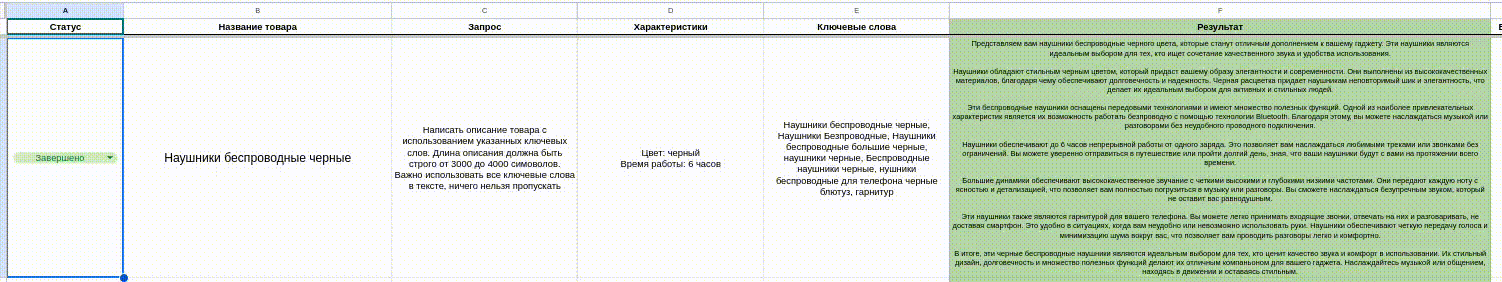 A B C D E F
Статус Название товара Запрос Характеристики Ключевые слова Результат
Завершено
Наушники беспроводные черные
Написать описание товара с
использованием указанных ключевых
слов. Длина описания должна быть
строго от 3000 до 4000 симоволов.
Важно использовать все ключевые слова
в тексте, ничего нельзя пропускать
Цвет: черный
Время работы: 6 часов
Наушники беспроводные черные,
Наушники Безпроводные, Наушники
беспроводные большие черные,
наушники черные, Беспроводные
наушники черные, нушники
беспроводные для телефона черные
блютуз, гарнитур
Представляем вам наушники беспроводные черного цвета, которые станут отличным дополнением к вашему гаджету. Эти наушники являются
идеальным выбором для тех, кто ищет сочетание качественного звука и удобства использования.
Наушники обладают стильным черным цветом, который придаст вашему образу элегантности и современности. Они выполнены из высококачественных
материалов, благодаря чему обеспечивают долговечность и надежность. Черная расцветка придает наушникам неповторимый шик и элегантность, что
делает их идеальным выбором для активных и стильных людей.
Эти беспроводные наушники оснащены передовыми технологиями и имеют множество полезных функций. Одной из наиболее привлекательных
характеристик является их возможность работать безпроводно с помощью технологии Bluetooth. Благодаря этому, вы можете наслаждаться музыкой или
разговорами без неудобного проводного подключения.
Наушники обеспечивают до 6 часов непрерывной работы от одного заряда. Это позволяет вам наслаждаться любимыми треками или звонками без
ограничений. Вы можете уверенно отправиться в путешествие или пройти долгий день, зная, что ваши наушники будут с вами на протяжении всего
времени.
Большие динамики обеспечивают высококачественное звучание с четкими высокими и глубокими низкими частотами. Они передают каждую ноту с
ясностью и детализацией, что позволяет вам полностью погрузиться в музыку или разговоры. Вы сможете наслаждаться безупречным звуком, который
не оставит вас равнодушным.
Эти наушники также являются гарнитурой для вашего телефона. Вы можете легко принимать входящие звонки, отвечать на них и разговаривать, не
доставая смартфон. Это удобно в ситуациях, когда вам неудобно или невозможно использовать руки. Наушники обеспечивают четкую передачу голоса и
минимизацию шума вокруг вас, что позволяет вам проводить разговоры легко и комфортно.
В итоге, эти черные беспроводные наушники являются идеальным выбором для тех, кто ценит качество звука и комфорт в использовании. Их стильный
дизайн, долговечность и множество полезных функций делают их отличным компаньоном для вашего гаджета. Наслаждайтесь музыкой или общением,
находясь в движении и оставаясь стильным.